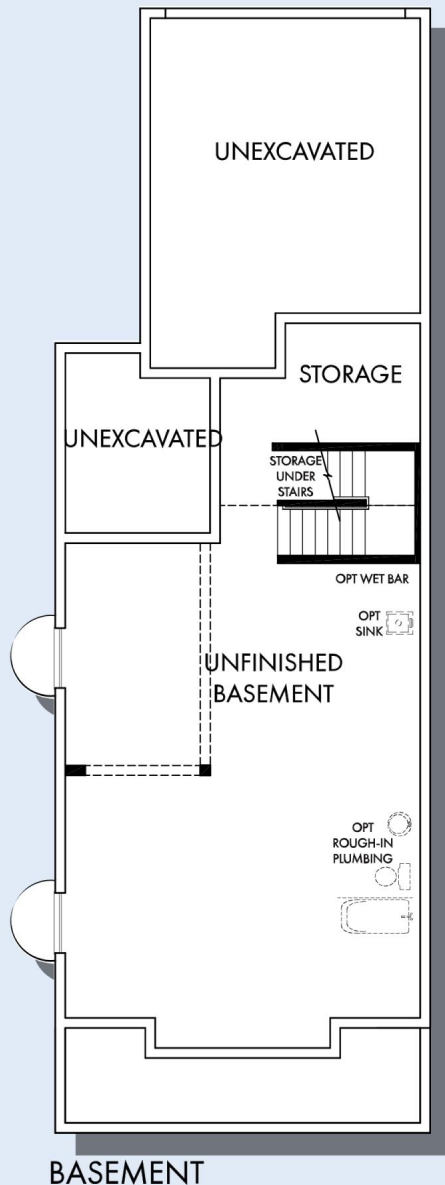 UNEXCAVATED
STORAGE
UNEXCAVATED
STORAGE
UNDER
STAIRS
OPT WET BAR
OPT
SINK
UNFINISHED
BASEMENT
OPT
ROUGH-IN
PLUMBING
BASEMENT